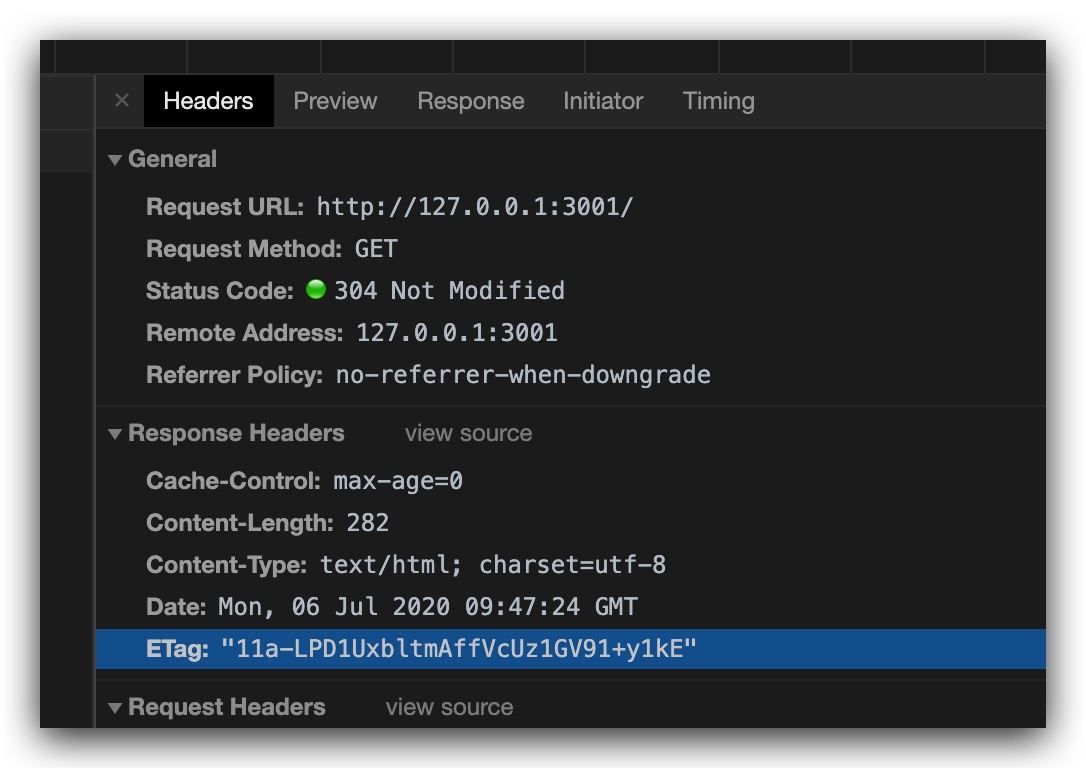 × Headers Preview Response Initiator Timing
General
Request URL: http://127.0.0.1:3001/
Request Method: GET
Status Code: 304 Not Modified
Remote Address: 127.0.0.1:3001
Referrer Policy: no-referrer-when-downgrade
Response Headers view source
Cache-Control: max-age=0
Content-Length: 282
Content-Type: text/html; charset=utf-8
Date: Mon, 06 Jul 2020 09:47:24 GMT
ETag: "11a-LPD1UxbltmAffVcUz1GV91+y1kE"
Request Headers view source